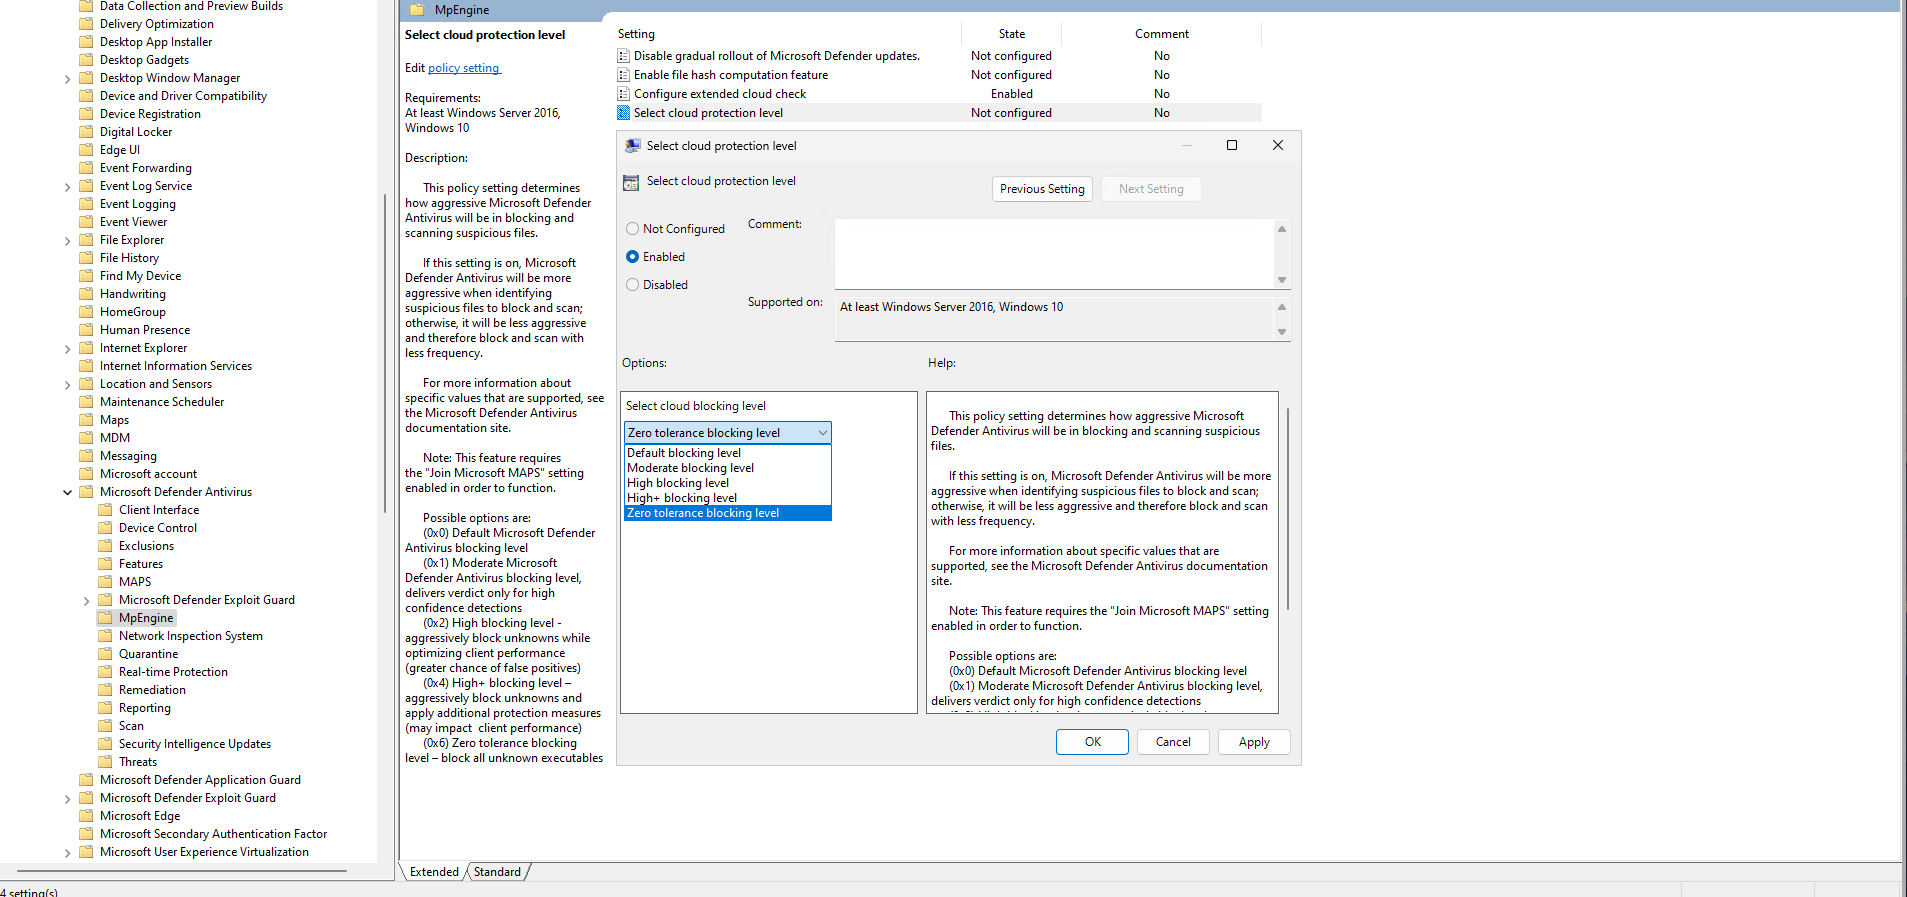 Data Collection and Preview Builds
Delivery Optimization
Desktop App Installer
Desktop Gadgets
Desktop Window Manager
Device and Driver Compatibility
Device Registration
Digital Locker
Edge UI
Event Forwarding
Event Log Service
Event Logging
Event Viewer
File Explorer
File History
Find My Device
Handwriting
HomeGroup
Human Presence
Internet Explorer
Internet Information Services
Location and Sensors
Maintenance Scheduler
Maps
MDM
Messaging
Microsoft account
Microsoft Defender Antivirus
Client Interface
Device Control
Exclusions
Features
MAPS
Microsoft Defender Exploit Guard
MpEngine
Network Inspection System
Quarantine
Real-time Protection
Remediation
Reporting
Scan
Security Intelligence Updates
Threats
Microsoft Defender Application Guard
Microsoft Defender Exploit Guard
Microsoft Edge
Microsoft Secondary Authentication Factor
Microsoft User Experience Virtualization
4 setting(s)
MpEngine
Select cloud protection level
Edit policy setting
Requirements:
At least Windows Server 2016,
Windows 10
Description:
This policy setting determines
how aggressive Microsoft Defender
Antivirus will be in blocking and
scanning suspicious files.
If this setting is on, Microsoft
Defender Antivirus will be more
aggressive when identifying
suspicious files to block and scan;
otherwise, it will be less aggressive
and therefore block and scan with
less frequency.
For more information about
specific values that are supported, see
the Microsoft Defender Antivirus
documentation site.
Note: This feature requires
the "Join Microsoft MAPS" setting
enabled in order to function.
Possible options are:
(0x0) Default Microsoft Defender
Antivirus blocking level
(0x1) Moderate Microsoft
Defender Antivirus blocking level,
delivers verdict only for high
confidence detections
(0x2) High blocking level -
aggressively block unknowns while
optimizing client performance
(greater chance of false positives)
(0x4) High+ blocking level –
aggressively block unknowns and
apply additional protection measures
(may impact  client performance)
(0x6) Zero tolerance blocking
level – block all unknown executables
Extended
Standard
Setting State Comment
Disable gradual rollout of Microsoft Defender updates. Not configured No
Enable file hash computation feature Not configured No
Configure extended cloud check Enabled No
Select cloud protection level Not configured No
Select cloud protection level
Select cloud protection level
Previous Setting
Next Setting
Not Configured
Enabled
Disabled
Comment:
Supported on:
At least Windows Server 2016, Windows 10
Options:
Help:
Select cloud blocking level
Zero tolerance blocking level
Default blocking level
Moderate blocking level
High blocking level
High+ blocking level
Zero tolerance blocking level
This policy setting determines how aggressive Microsoft
Defender Antivirus will be in blocking and scanning suspicious
files.
If this setting is on, Microsoft Defender Antivirus will be more
aggressive when identifying suspicious files to block and scan;
otherwise, it will be less aggressive and therefore block and scan
with less frequency.
For more information about specific values that are
supported, see the Microsoft Defender Antivirus documentation
site.
Note: This feature requires the "Join Microsoft MAPS" setting
enabled in order to function.
Possible options are:
(0x0) Default Microsoft Defender Antivirus blocking level
(0x1) Moderate Microsoft Defender Antivirus blocking level,
delivers verdict only for high confidence detections
OK
Cancel
Apply